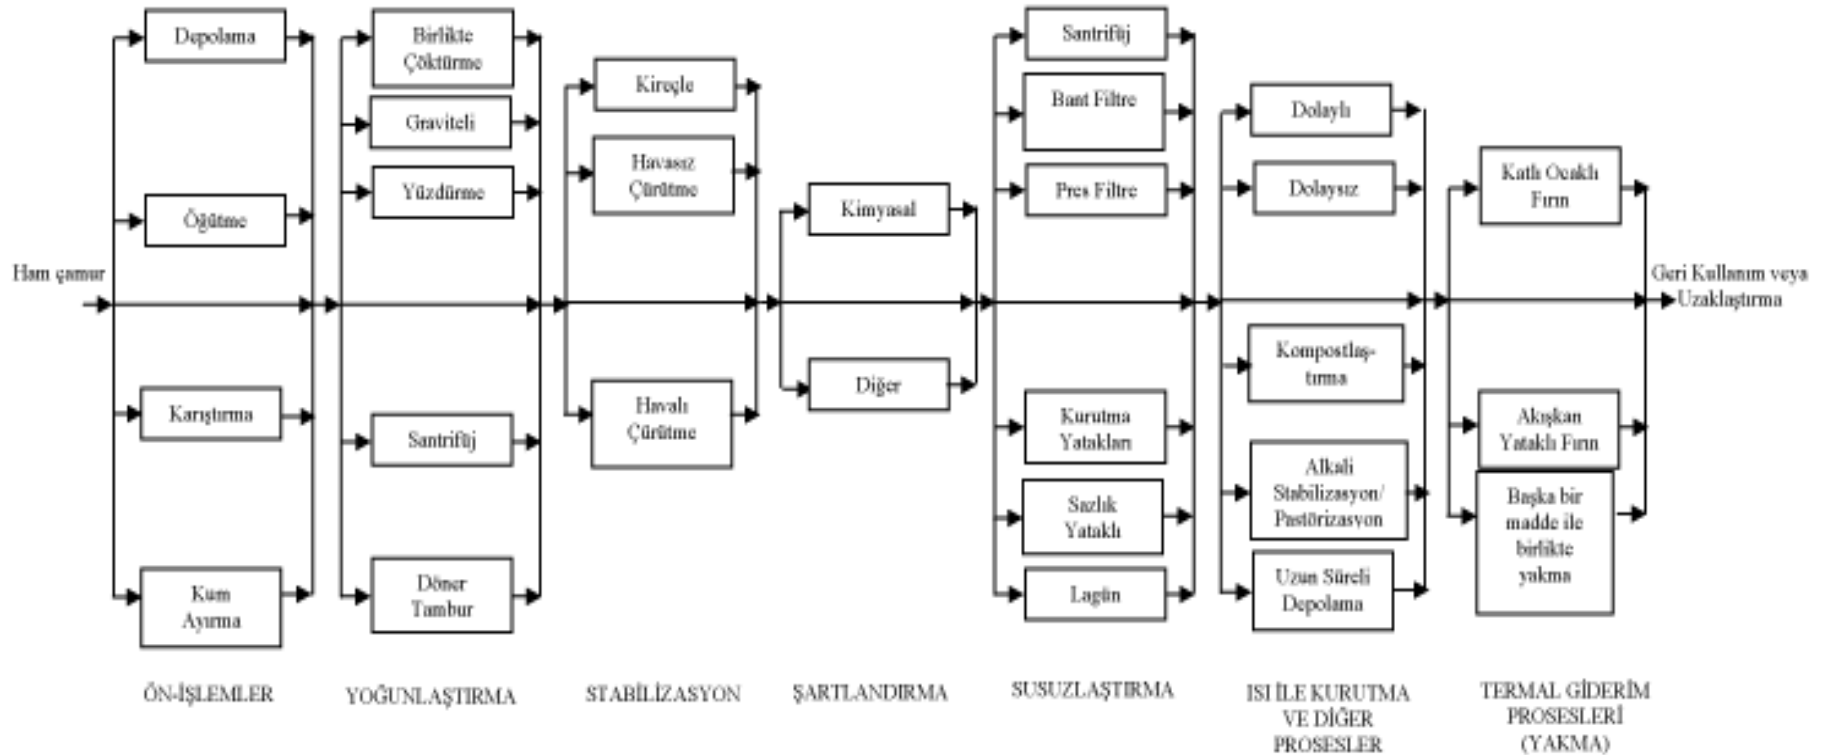 Ham çamur
Depolama
Öğütme
Karıştırma
Kum
Ayırma
ÖN-İŞLEMLER
Birlikte
Çöktürme
Graviteli
Yüzdürme
Santrifüj
Döner
Tambur
YOĞUNLAŞTIRMA
Kireçle
Havasız
Çürütme
Havalı
Çürütme
STABİLİZASYON
Kimyasal
Diğer
ŞARTLANDIRMA
Santrifüj
Bant Filtre
Pres Filtre
Kurutma
Yatakları
Sazlık
Yataklı
Lagün
SUSUZLAŞTIRMA
Dolaylı
Dolaysız
Kompostlaş-
tırma
Alkali
Stabilizasyon/
Pastörizasyon
Uzun Süreli
Depolama
ISI İLE KURUTMA
VE DİĞER
PROSESLER
Katlı Ocaklı
Fırın
Akışkan
Yataklı Fırın
Başka bir
madde ile
birlikte
yakma
TERMAL GİDERİM
PROSESLERİ
(YAKMA)
Geri Kullanım veya
Uzaklaştırma